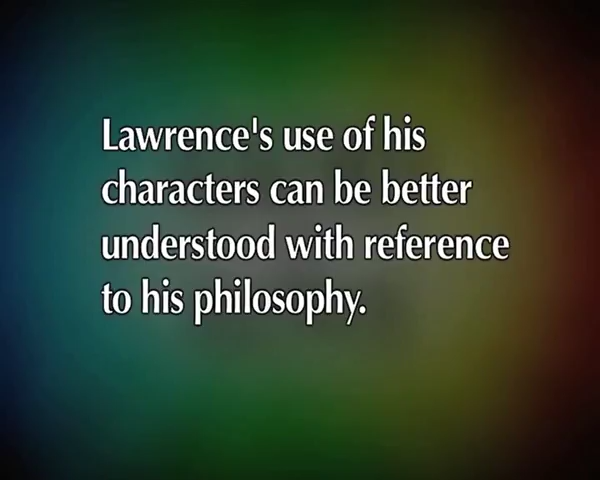 Lawrence's use of his
characters can be better
understood with reference
to his philosophy.